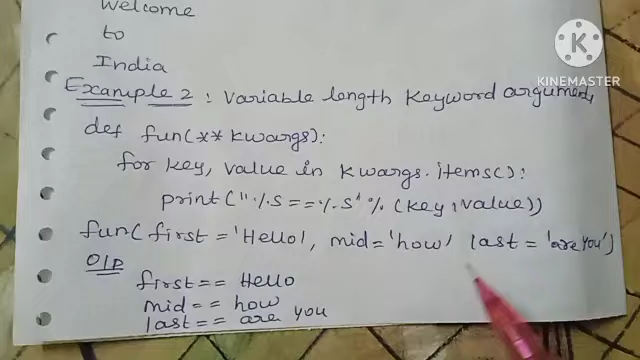 Welcome
to
India
KINEMASTER
Example 2 : Variable length Keyword arguments
def fun(** kwargs):
for key, value in kwargs.items():
print("%s == %s" % (key, value))
fun(first = 'Hello', mid = 'how' last = 'are you')
O/P
first == Hello
mid == how
last == are you